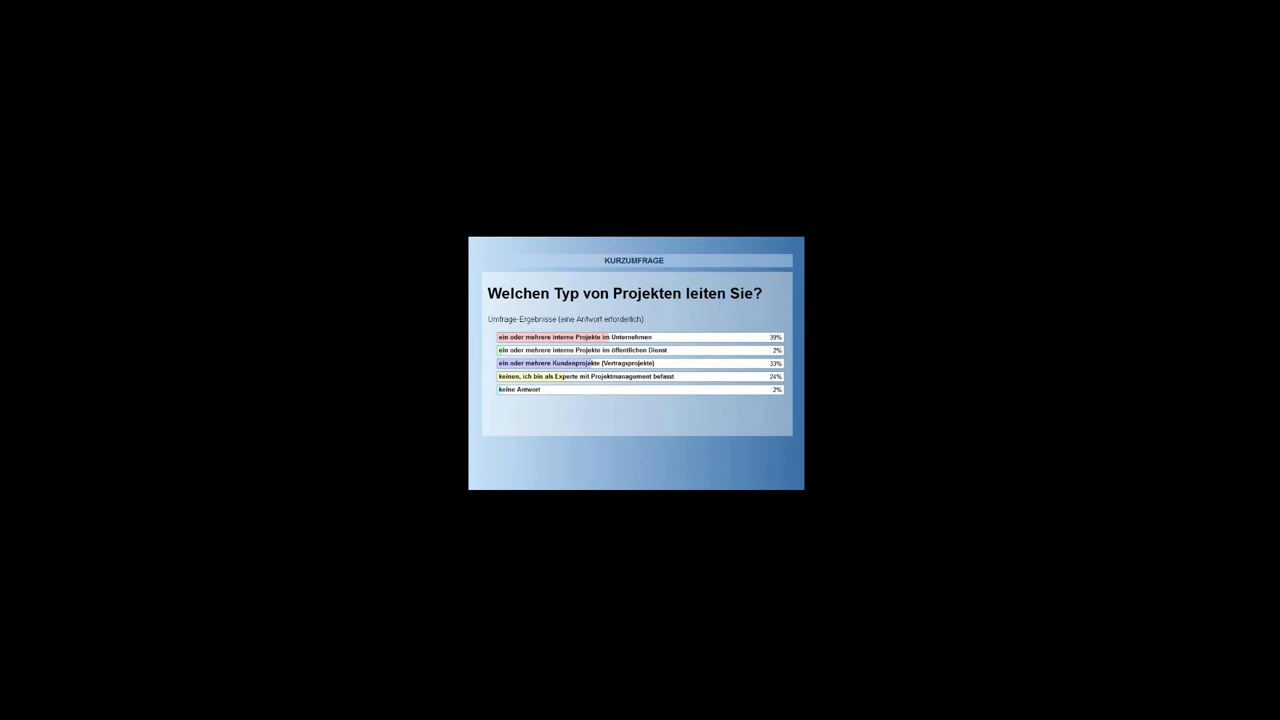 KURZUMFRAGE
Welchen Typ von Projekten leiten Sie?
Umfrage-Ergebnisse (eine Antwort erforderlich):
ein oder mehrere interne Projekte im Unternehmen 39%
ein oder mehrere interne Projekte im öffentlichen Dienst 2%
ein oder mehrere Kundenprojekte (Vertragsprojekte) 33%
keinen, ich bin als Experte mit Projektmanagement befasst 24%
keine Antwort 2%